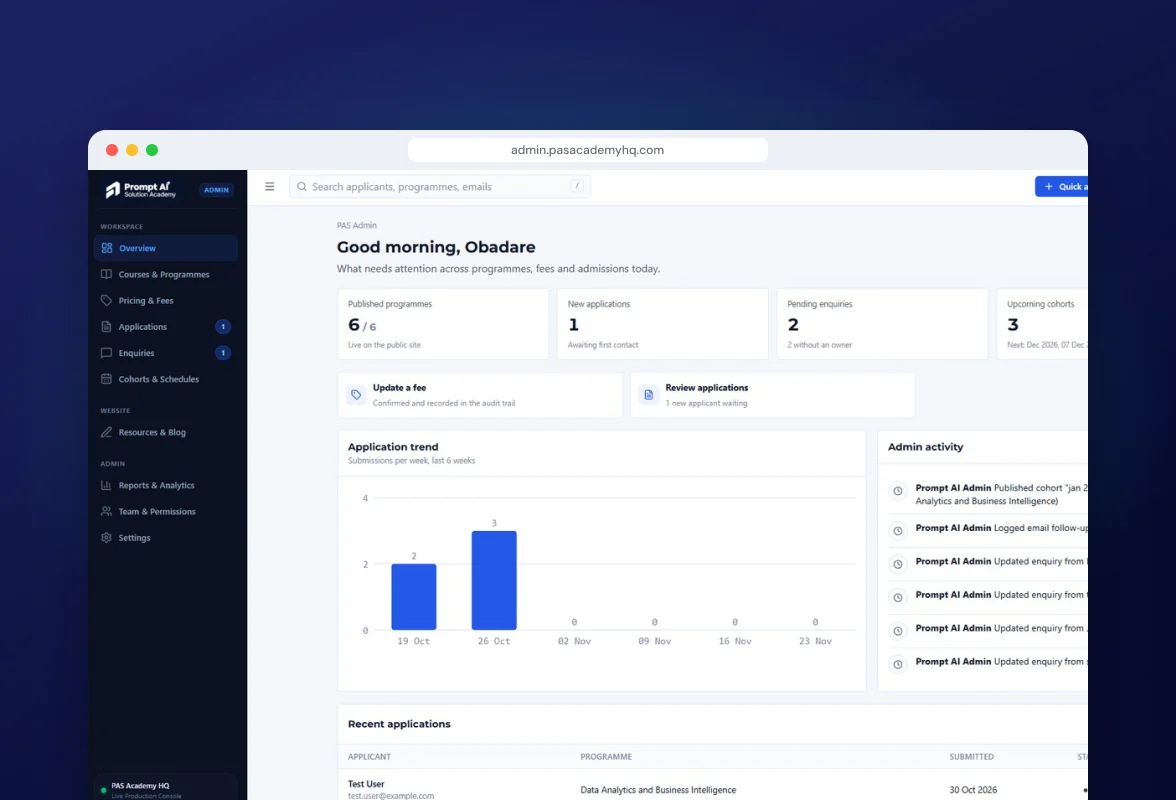 admin.pasacademyhq.com
Prompt AI
Solution Academy
ADMIN
Search applicants, programmes, emails
/
+ Quick a
WORKSPACE
Overview
Courses & Programmes
Pricing & Fees
Applications 1
Enquiries 1
Cohorts & Schedules
WEBSITE
Resources & Blog
ADMIN
Reports & Analytics
Team & Permissions
Settings
PAS Academy HQ
Live Production Console
PAS Admin
Good morning, Obadare
What needs attention across programmes, fees and admissions today.
Published programmes
6 / 6
Live on the public site
New applications
1
Awaiting first contact
Pending enquiries
2
2 without an owner
Upcoming cohorts
3
Next: Dec 2026, 07 Dec
Update a fee
Confirmed and recorded in the audit trail
Review applications
1 new applicant waiting
Application trend
Submissions per week, last 6 weeks
4
2
0
2
3
0
0
0
0
19 Oct
26 Oct
02 Nov
09 Nov
16 Nov
23 Nov
Admin activity
Prompt AI Admin Published cohort "jan 2
Analytics and Business Intelligence)
Prompt AI Admin Logged email follow-up
Prompt AI Admin Updated enquiry from
Prompt AI Admin Updated enquiry from
Prompt AI Admin Updated enquiry from
Prompt AI Admin Updated enquiry from
Recent applications
APPLICANT
PROGRAMME
SUBMITTED
STA
Test User
test.user@example.com
Data Analytics and Business Intelligence
30 Oct 2026